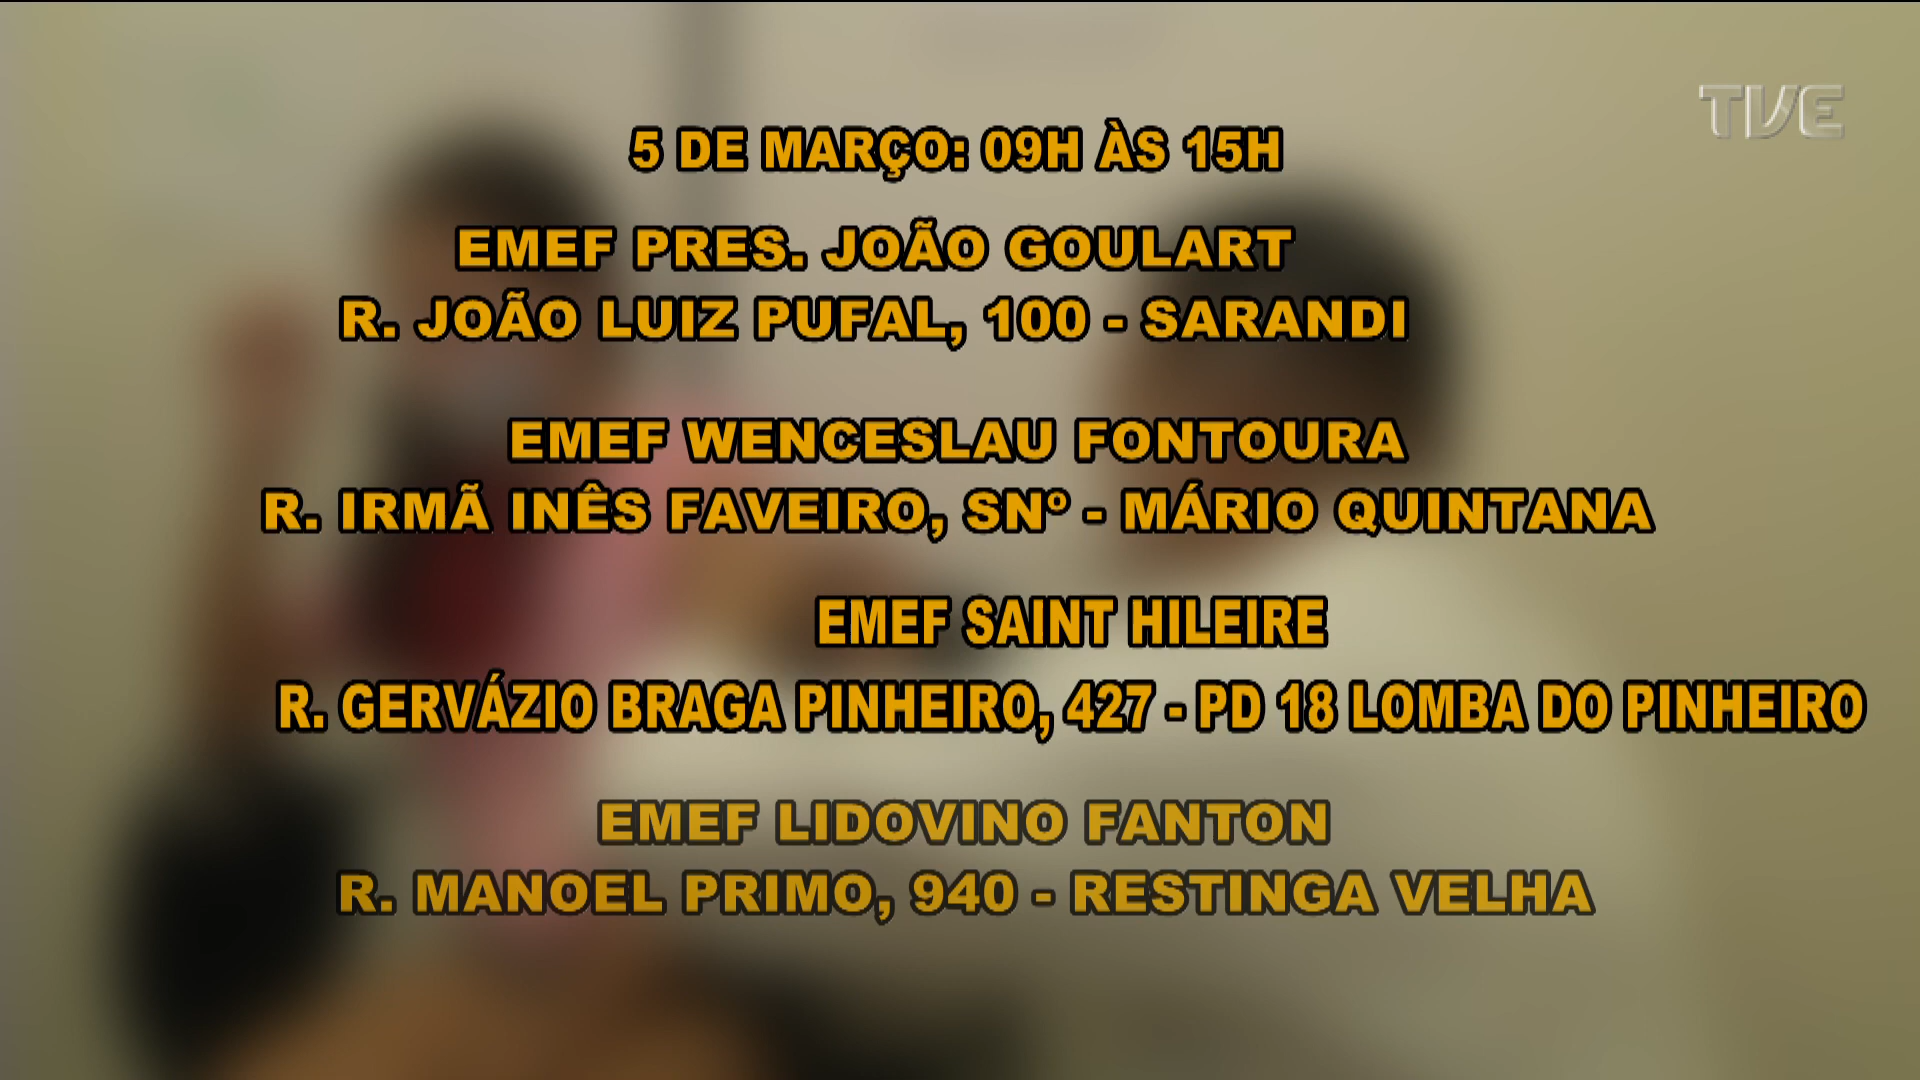 TVE
5 DE MARÇO: 09H ÀS 15H
EMEF PRES. JOÃO GOULART
R. JOÃO LUIZ PUFAL, 100 - SARANDI
EMEF WENCESLAU FONTOURA
R. IRMÃ INÊS FAVEIRO, SNº - MÁRIO QUINTANA
EMEF SAINT HILEIRE
R. GERVÁZIO BRAGA PINHEIRO, 427 - PD 18 LOMBA DO PINHEIRO
EMEF LIDOVINO FANTON
R. MANOEL PRIMO, 940 - RESTINGA VELHA